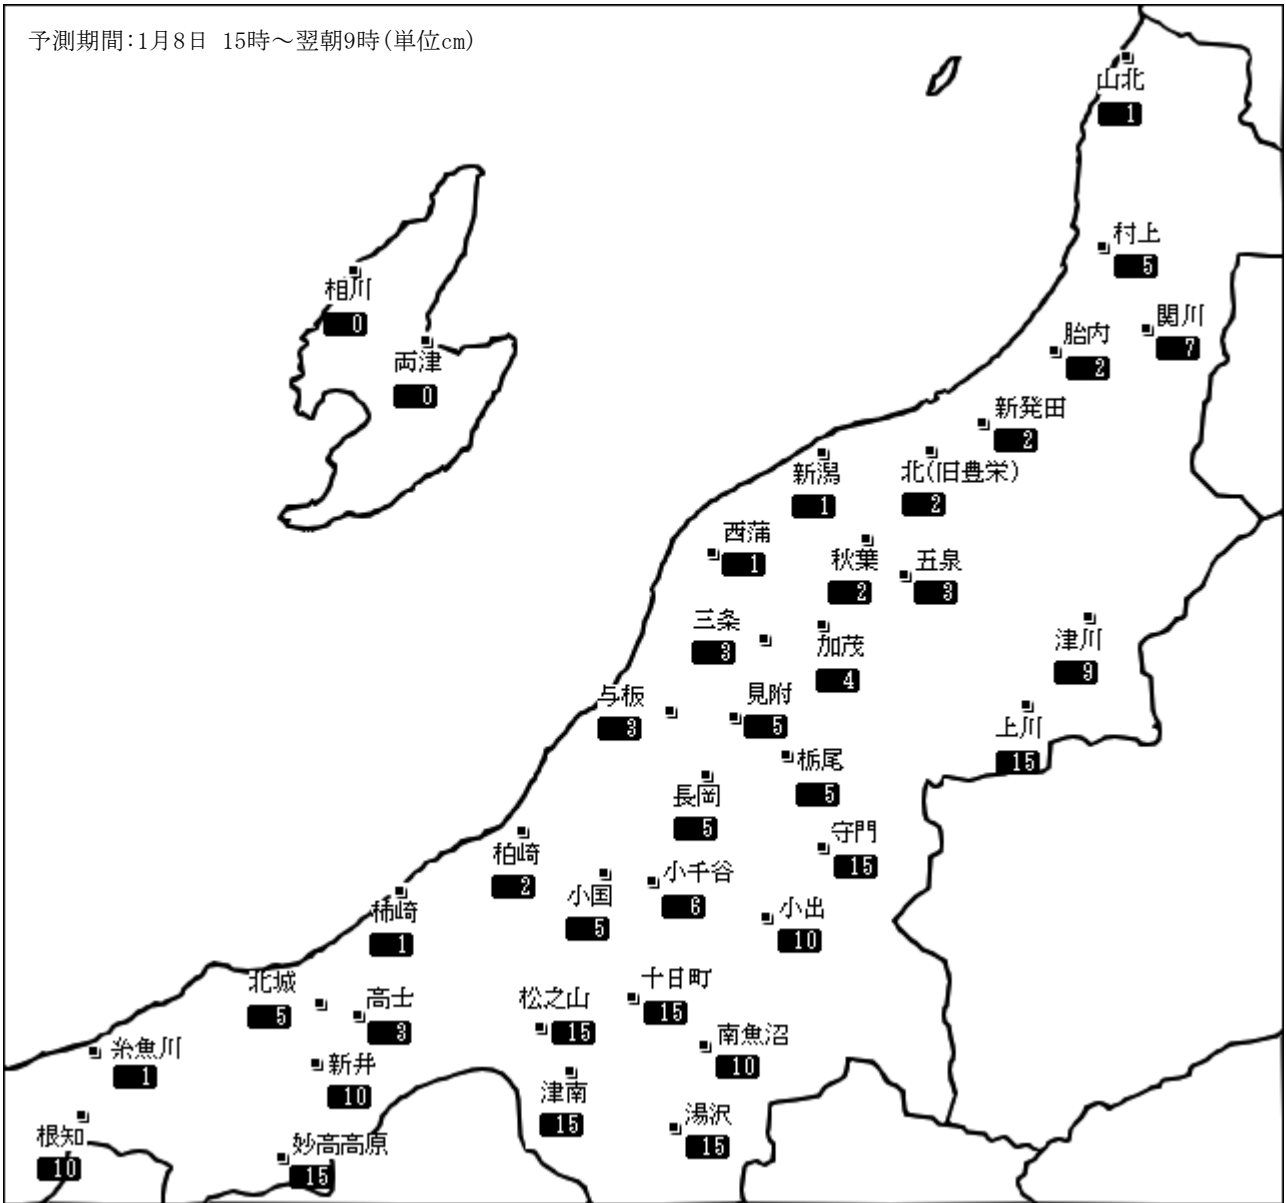 予測期間:1月8日 15時～翌朝9時(単位cm)
山北
1
村上
5
関川
7
胎内
2
相川
0
両津
0
新発田
2
新潟
1
北(旧豊栄)
2
西蒲
1
秋葉
2
五泉
3
三条
3
加茂
4
津川
9
与板
3
見附
5
上川
15
栃尾
5
長岡
5
守門
15
柏崎
2
小国
5
小千谷
6
小出
10
柿崎
1
北城
5
高士
3
松之山
15
十日町
15
南魚沼
10
糸魚川
1
新井
10
津南
15
湯沢
15
根知
10
妙高高原
15